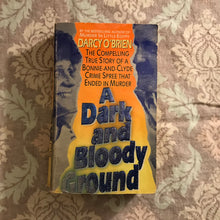 BY THE BESTSELLING AUTHOR OF
MURDER IN LITTLE EGYPT
DARCY O'BRIEN
THE COMPELLING
TRUE STORY OF A
BONNIE-AND-CLYDE
CRIME SPREE THAT
ENDED IN MURDER
A
Dark
and
Bloody
Ground